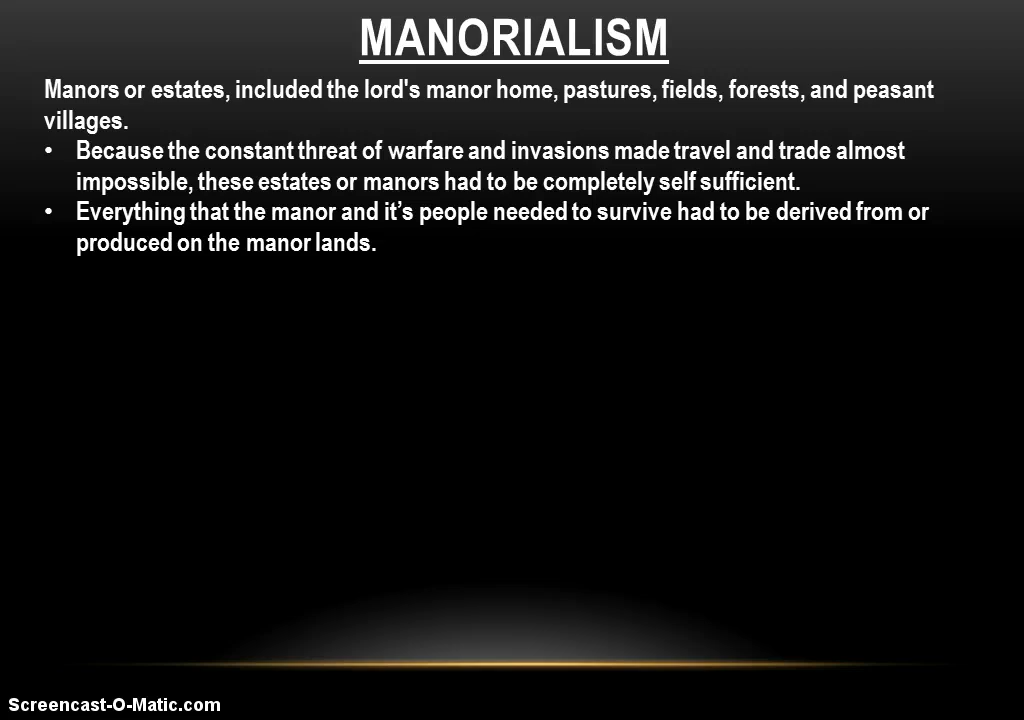 MANORIALISM
Manors or estates, included the lord's manor home, pastures, fields, forests, and peasant
villages.
• Because the constant threat of warfare and invasions made travel and trade almost
impossible, these estates or manors had to be completely self sufficient.
• Everything that the manor and it’s people needed to survive had to be derived from or
produced on the manor lands.
Screencast-O-Matic.com